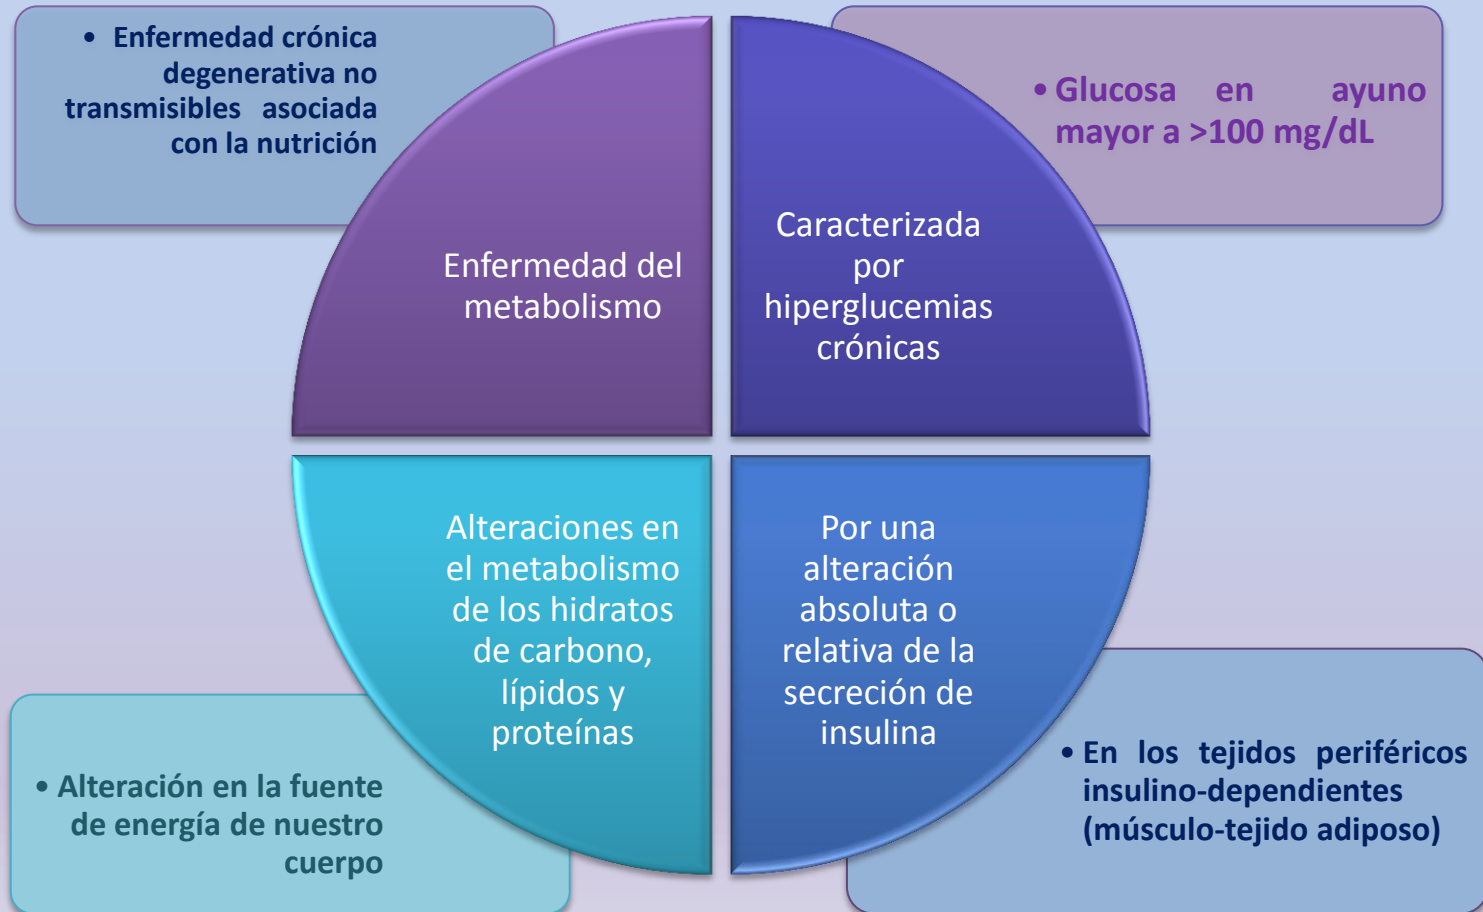 • Enfermedad crónica
degenerativa no
transmisibles asociada
con la nutrición
• Glucosa en ayuno
mayor a >100 mg/dL
Enfermedad del
metabolismo
Caracterizada
por
hiperglucemias
crónicas
Alteraciones en
el metabolismo
de los hidratos
de carbono,
lípidos y
proteínas
Por una
alteración
absoluta o
relativa de la
secreción de
insulina
• Alteración en la fuente
de energía de nuestro
cuerpo
• En los tejidos periféricos
insulino-dependientes
(músculo-tejido adiposo)